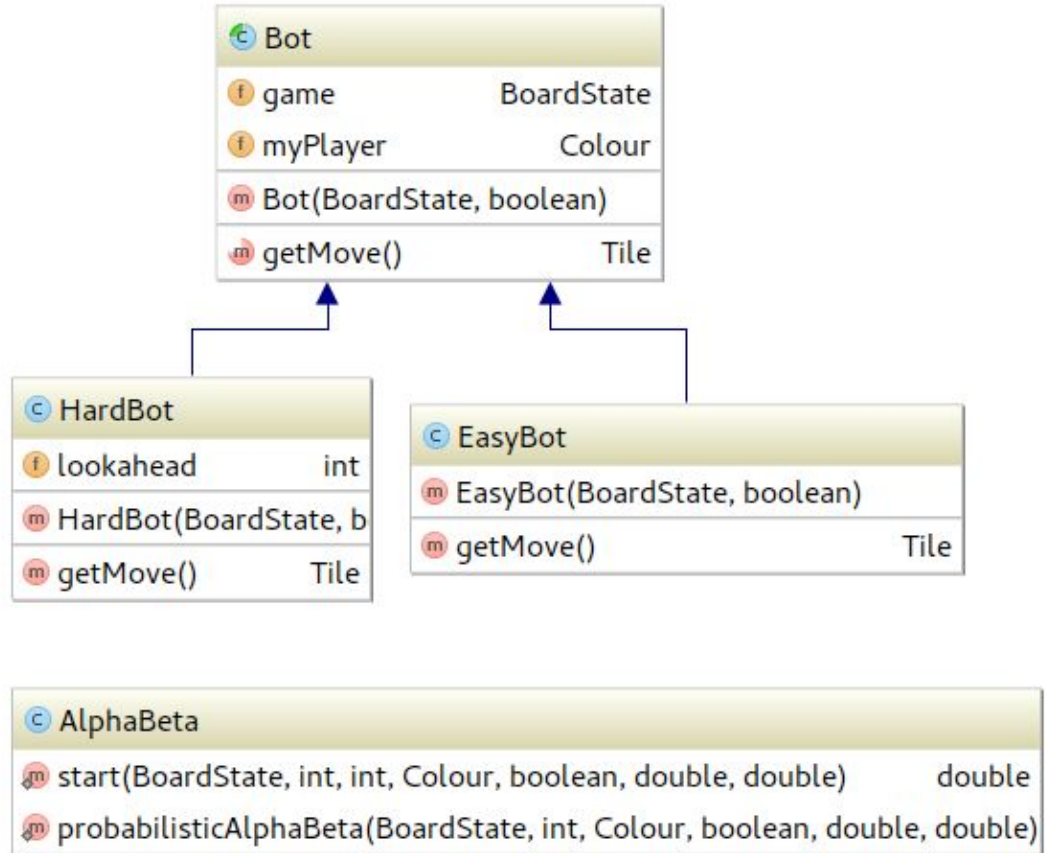 Bot
game BoardState
myPlayer Colour
Bot(BoardState, boolean)
getMove() Tile
HardBot
lookahead int
HardBot(BoardState, b
getMove() Tile
EasyBot
EasyBot(BoardState, boolean)
getMove() Tile
AlphaBeta
start(BoardState, int, int, Colour, boolean, double, double) double
probabilisticAlphaBeta(BoardState, int, Colour, boolean, double, double)